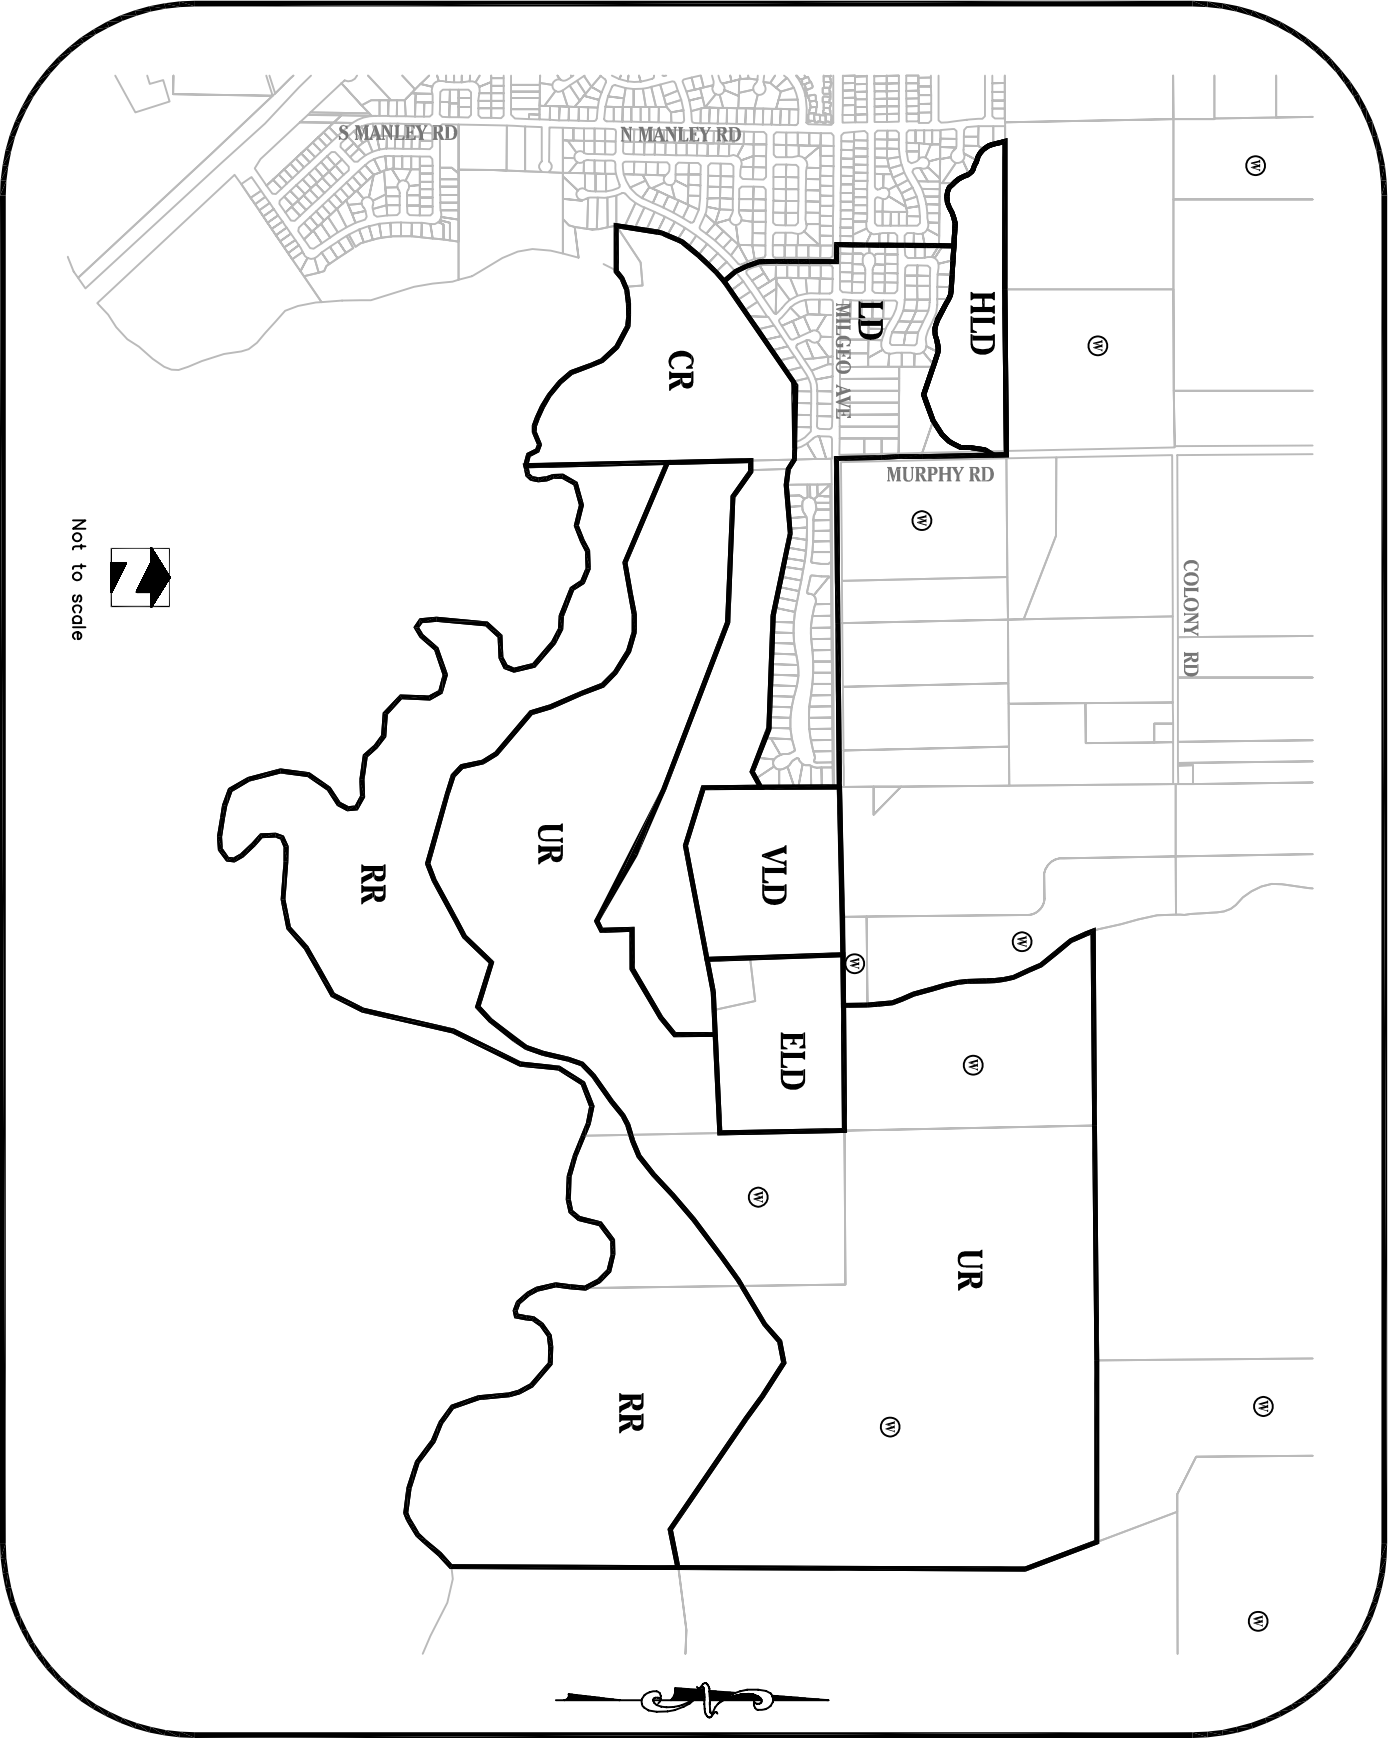 S MANLEY RD
N MANLEY RD
W
HLD
LD
MILGEO AVE
W
CR
MURPHY RD
W
COLONY RD
Not to scale
UR
VLD
RR
W
W
ELD
W
W
UR
RR
W
W
W